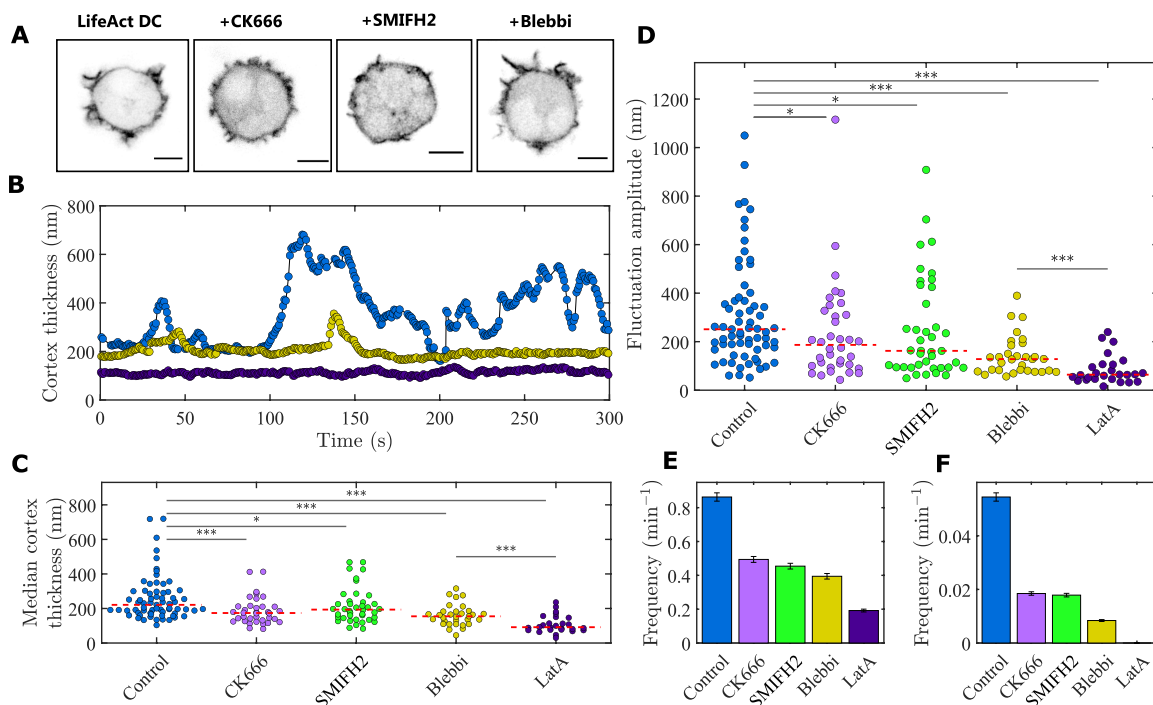 A
LifeAct DC
+CK666
+SMIFH2
+Blebbi
B
Cortex thickness (nm)
800
600
400
200
0
0
50
100
150
200
250
300
Time (s)
C
Median cortex
thickness (nm)
800
600
400
200
0
***
***
*
***
***
Control
CK666
SMIFH2
Blebbi
LatA
D
Fluctuation amplitude (nm)
1200
1000
800
600
400
200
0
***
***
*
*
***
Control
CK666
SMIFH2
Blebbi
LatA
E
Frequency (min⁻¹)
0.8
0.6
0.4
0.2
0
Control
CK666
SMIFH2
Blebbi
LatA
F
Frequency (min⁻¹)
0.04
0.02
0
Control
CK666
SMIFH2
Blebbi
LatA